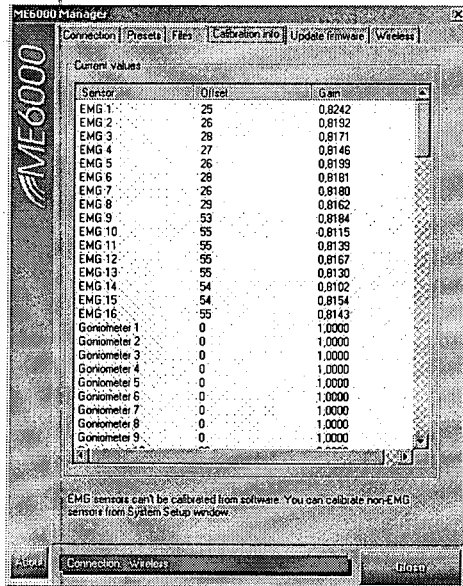 ME6000 Manager
Connection Presets Files Calibration info Update firmware Wireless
ME6000
Current values
Sensor Offset Gain
EMG 1 25 0,8242
EMG 2 26 0,8192
EMG 3 28 0,8171
EMG 4 27 0,8146
EMG 5 26 0,8199
EMG 6 28 0,8181
EMG 7 26 0,8180
EMG 8 29 0,8162
EMG 9 53 0,8184
EMG 10 55 0,8115
EMG 11 55 0,8139
EMG 12 55 0,8167
EMG 13 55 0,8130
EMG 14 54 0,8102
EMG 15 54 0,8154
EMG 16 55 0,8143
Goniometer 1 0 1,0000
Goniometer 2 0 1,0000
Goniometer 3 0 1,0000
Goniometer 4 0 1,0000
Goniometer 5 0 1,0000
Goniometer 6 0 1,0000
Goniometer 7 0 1,0000
Goniometer 8 0 1,0000
Goniometer 9 0 1,0000
EMG sensors can't be calibrated from software. You can calibrate non-EMG
sensors from System Setup window.
About Connection: Wireless Close